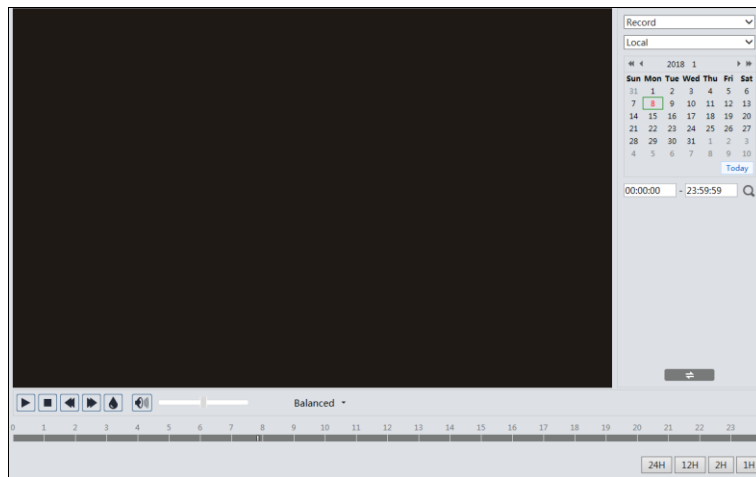 Record
Local
2018 1
Sun Mon Tue Wed Thu Fri Sat
31 1 2 3 4 5 6
7 8 9 10 11 12 13
14 15 16 17 18 19 20
21 22 23 24 25 26 27
28 29 30 31 1 2 3
4 5 6 7 8 9 10
Today
00:00:00 - 23:59:59
Balanced
0 1 2 3 4 5 6 7 8 9 10 11 12 13 14 15 16 17 18 19 20 21 22 23
24H 12H 2H 1H